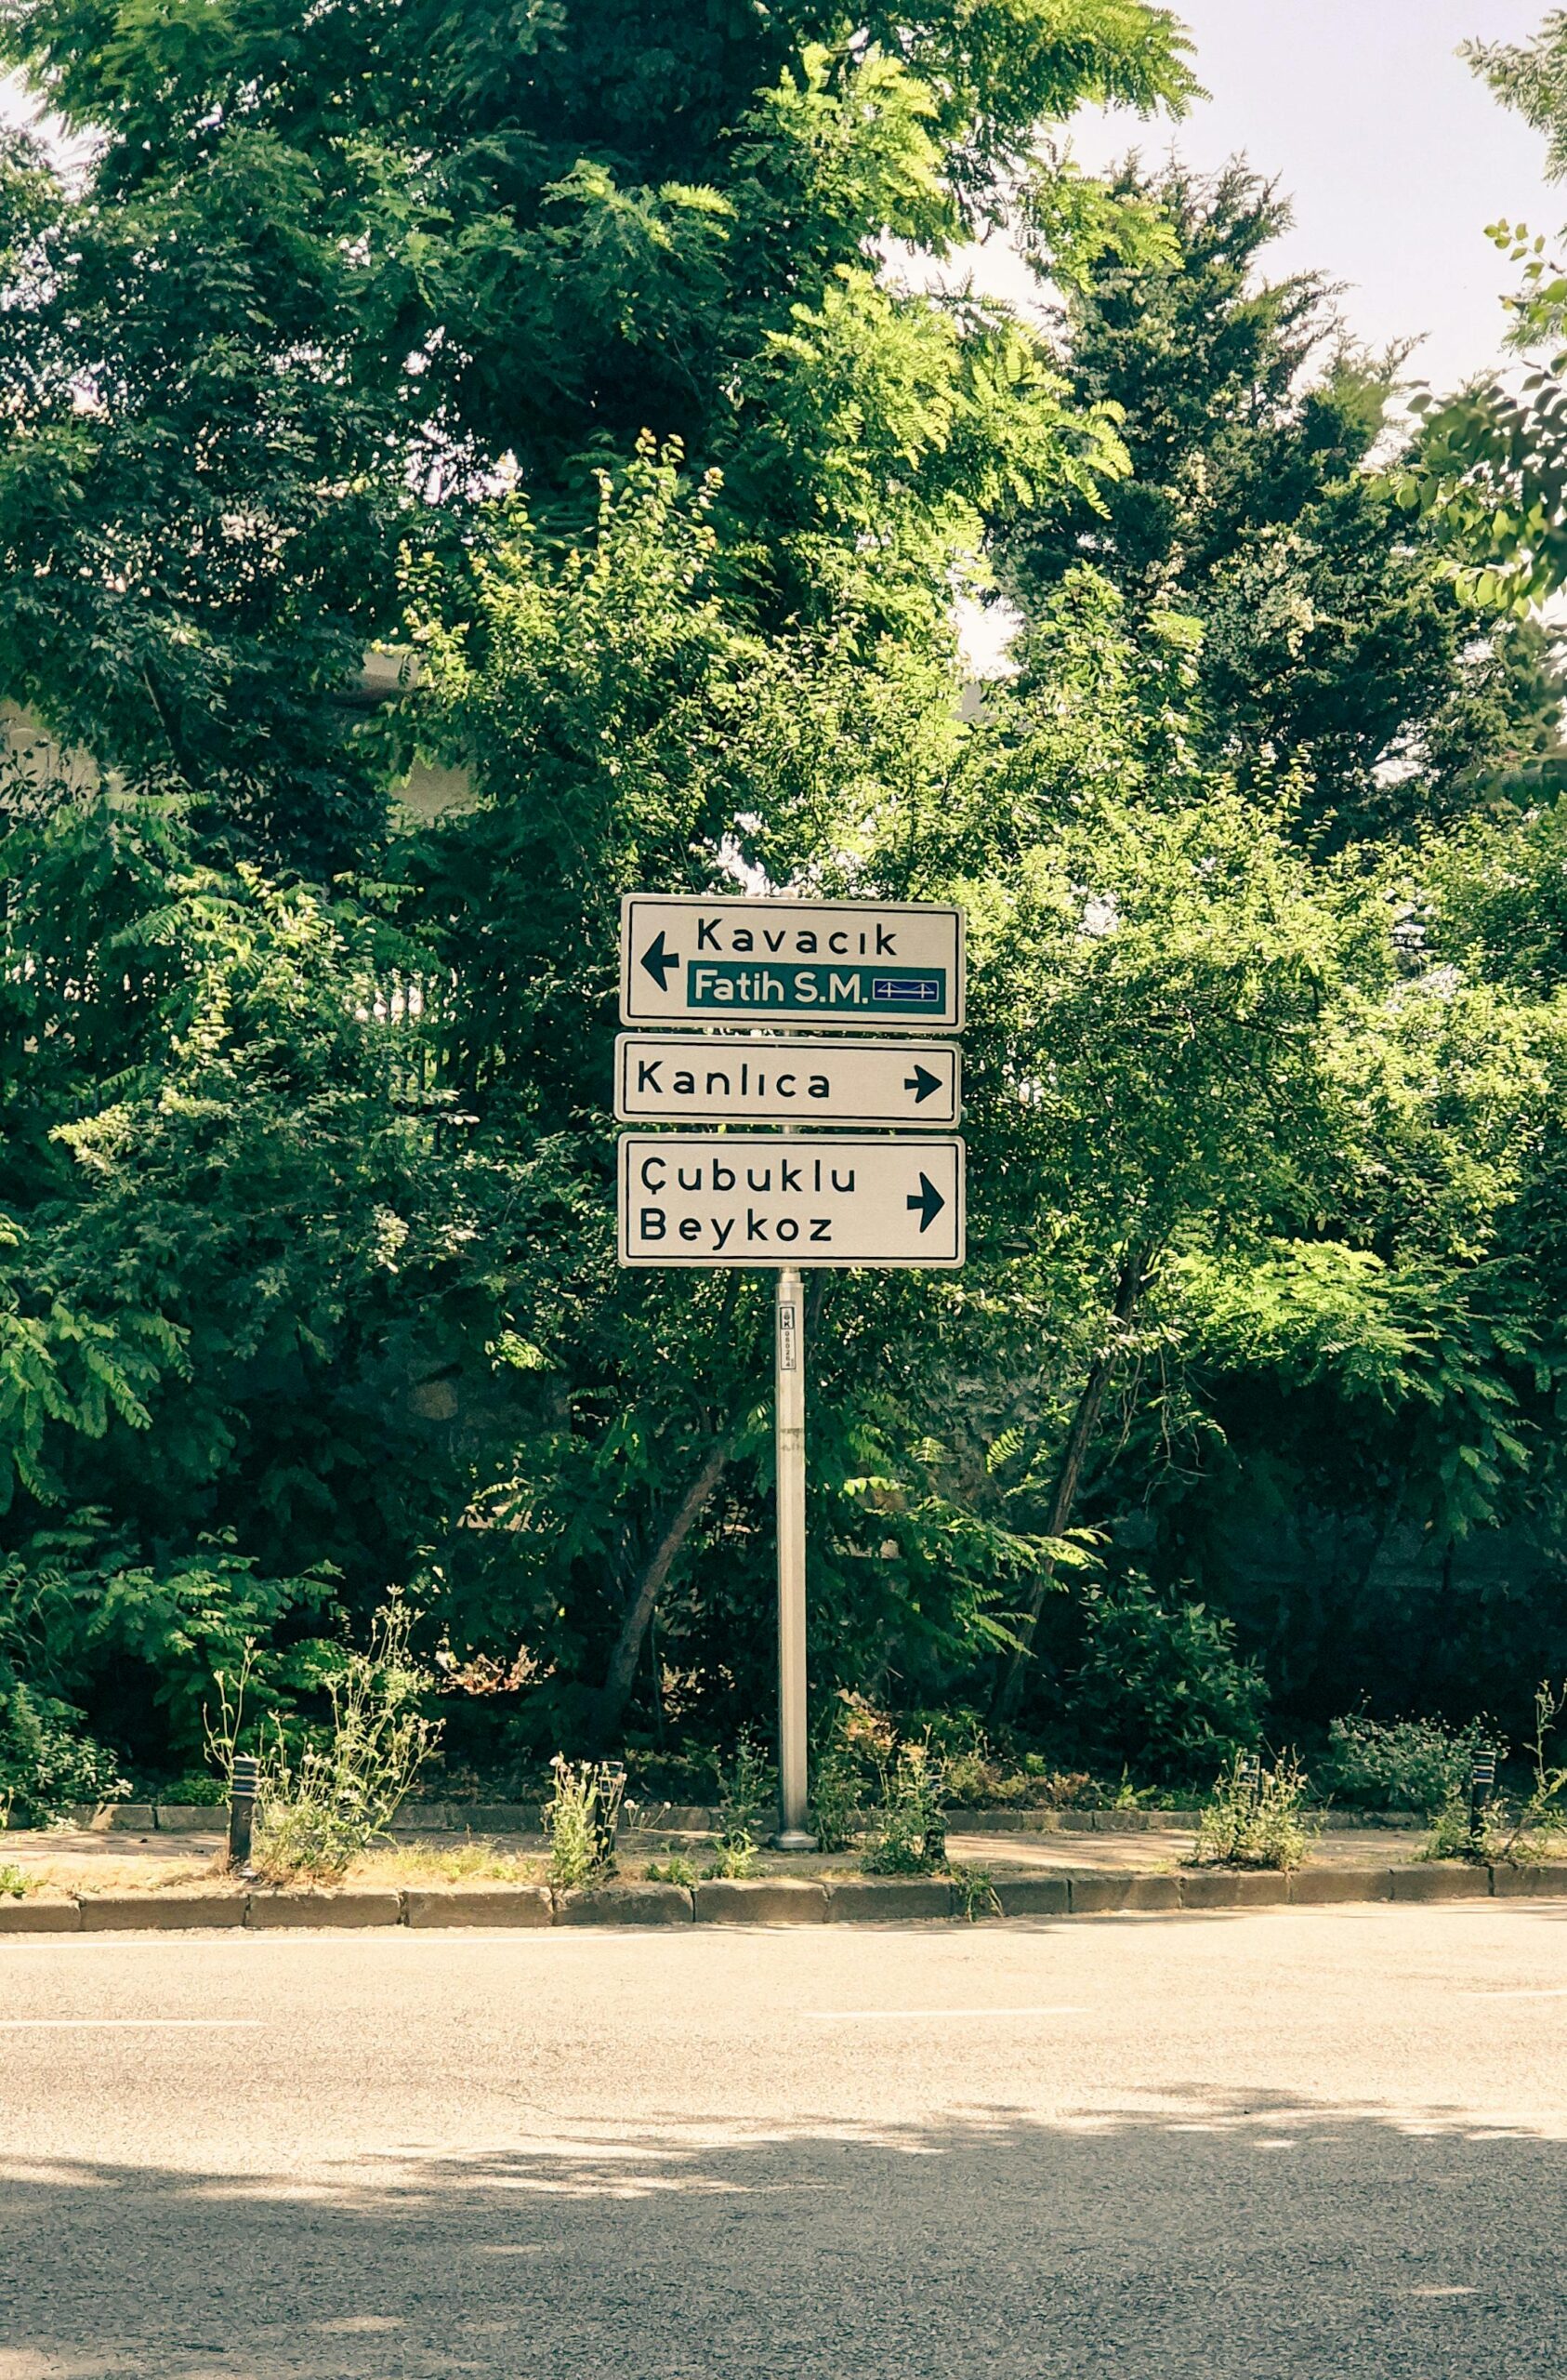 Kavacık
Fatih S.M.
Kanlıca
Çubuklu
Beykoz